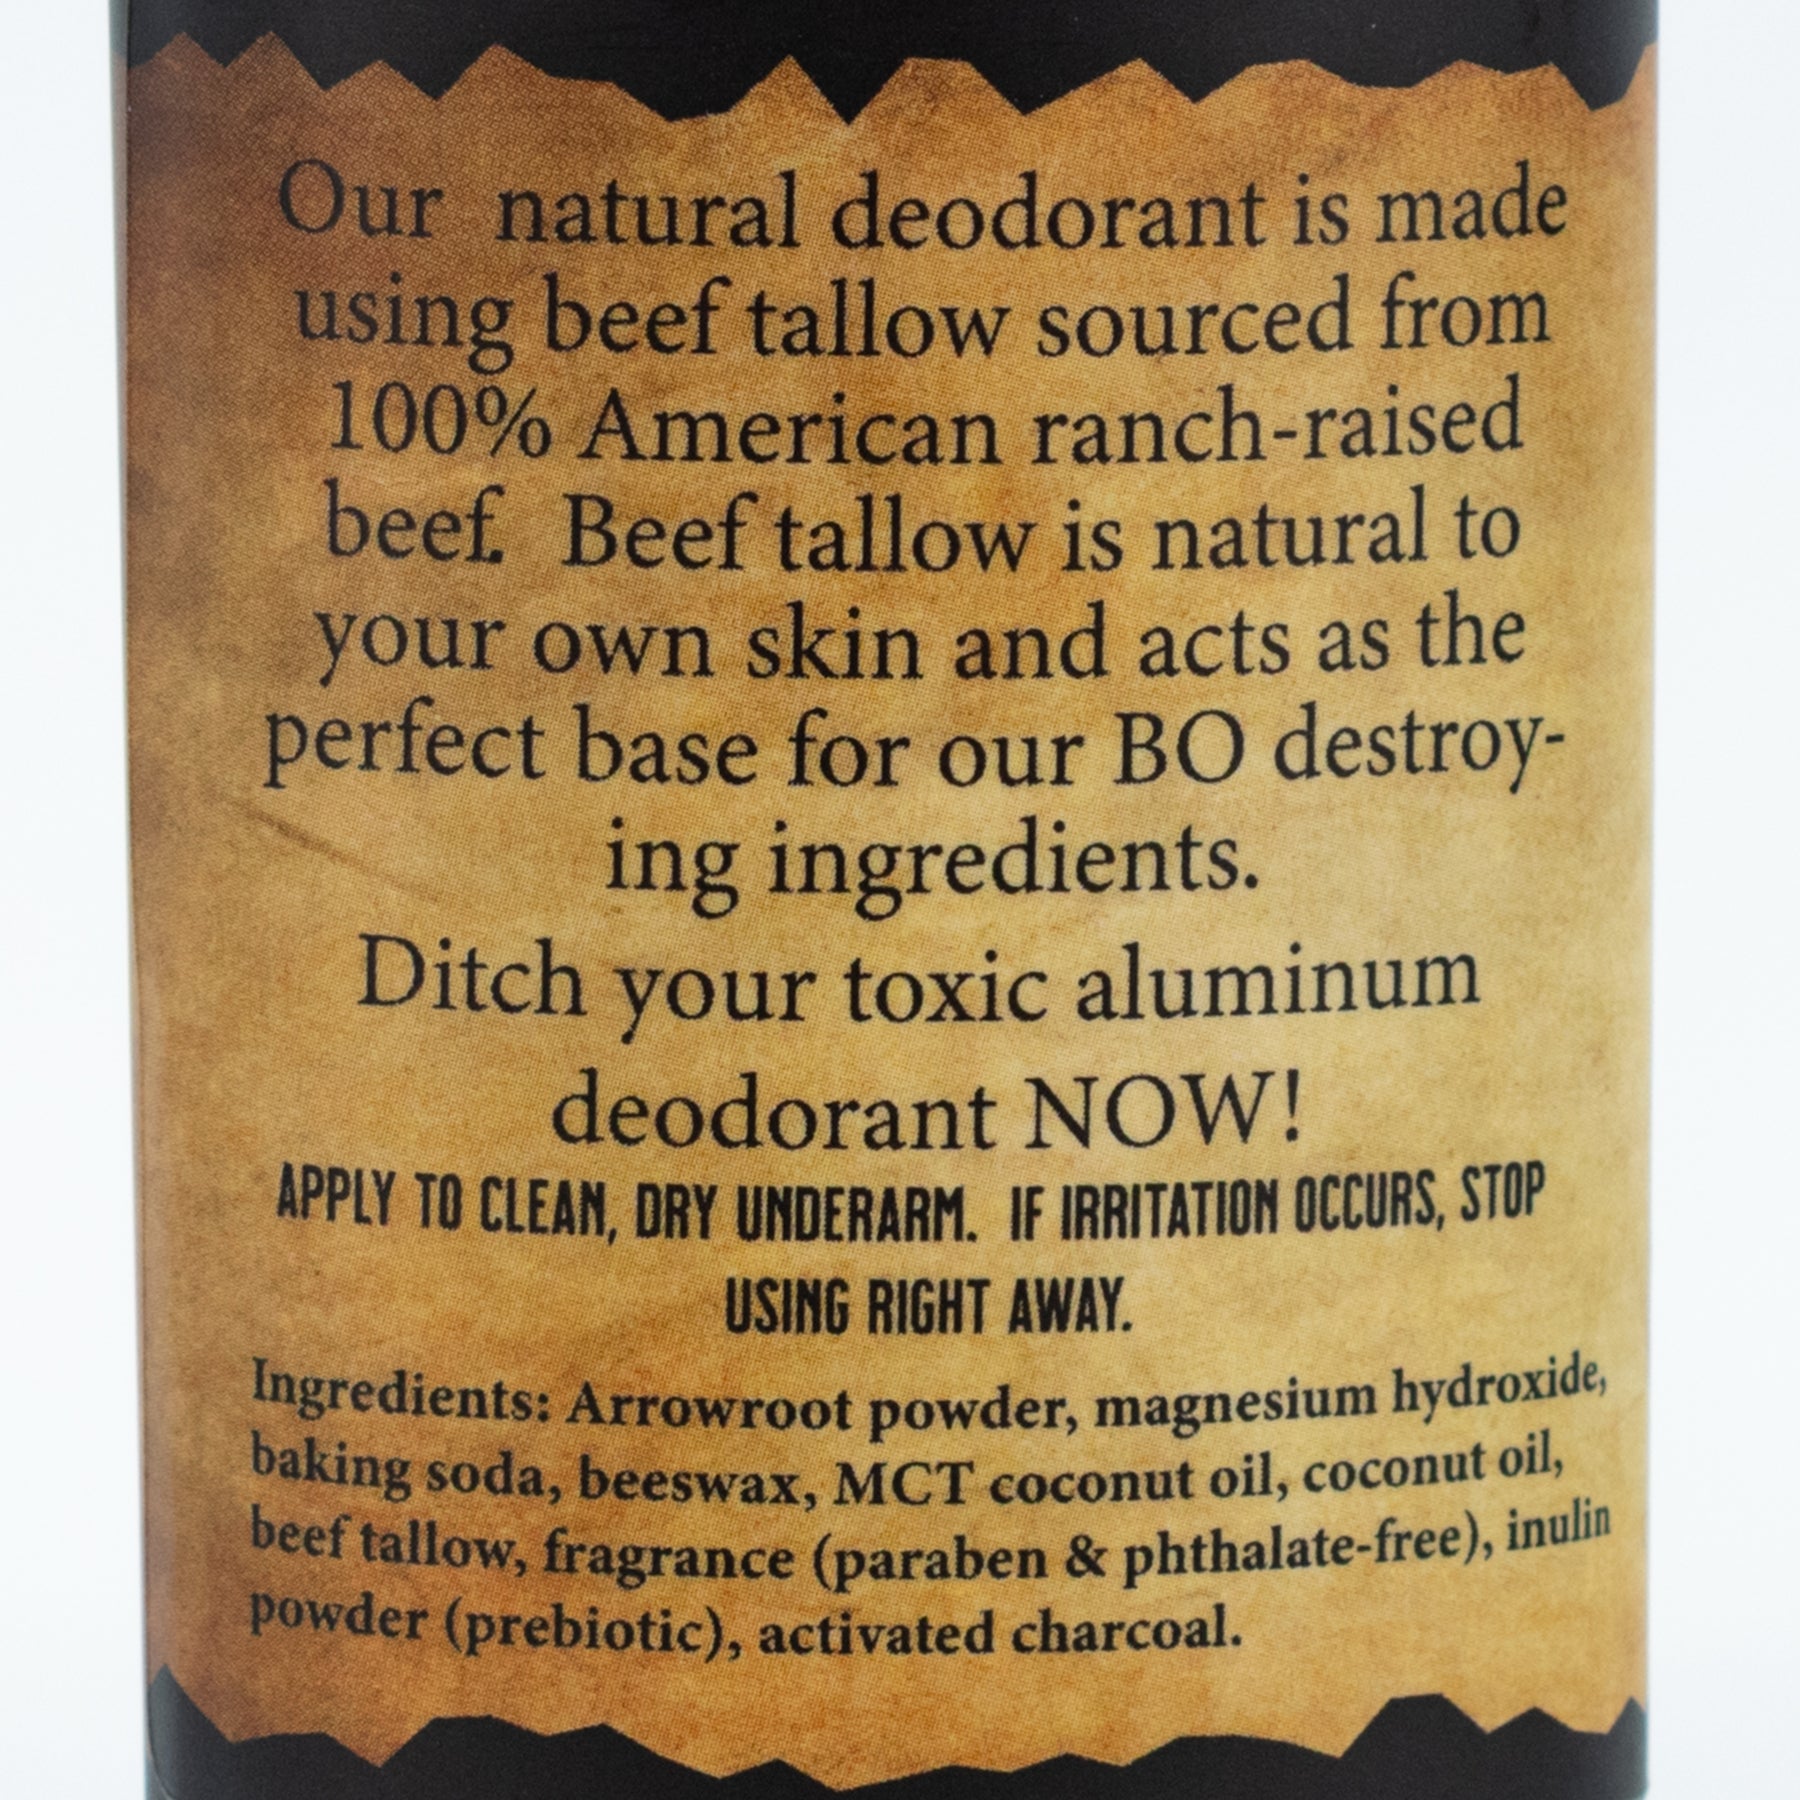 Our natural deodorant is made
using beef tallow sourced from
100% American ranch-raised
beef. Beef tallow is natural to
your own skin and acts as the
perfect base for our BO destroy-
ing ingredients.
Ditch your toxic aluminum
deodorant NOW!
APPLY TO CLEAN, DRY UNDERARM. IF IRRITATION OCCURS, STOP
USING RIGHT AWAY.
Ingredients: Arrowroot powder, magnesium hydroxide,
baking soda, beeswax, MCT coconut oil, coconut oil,
beef tallow, fragrance (paraben & phthalate-free), inulin
powder (prebiotic), activated charcoal.